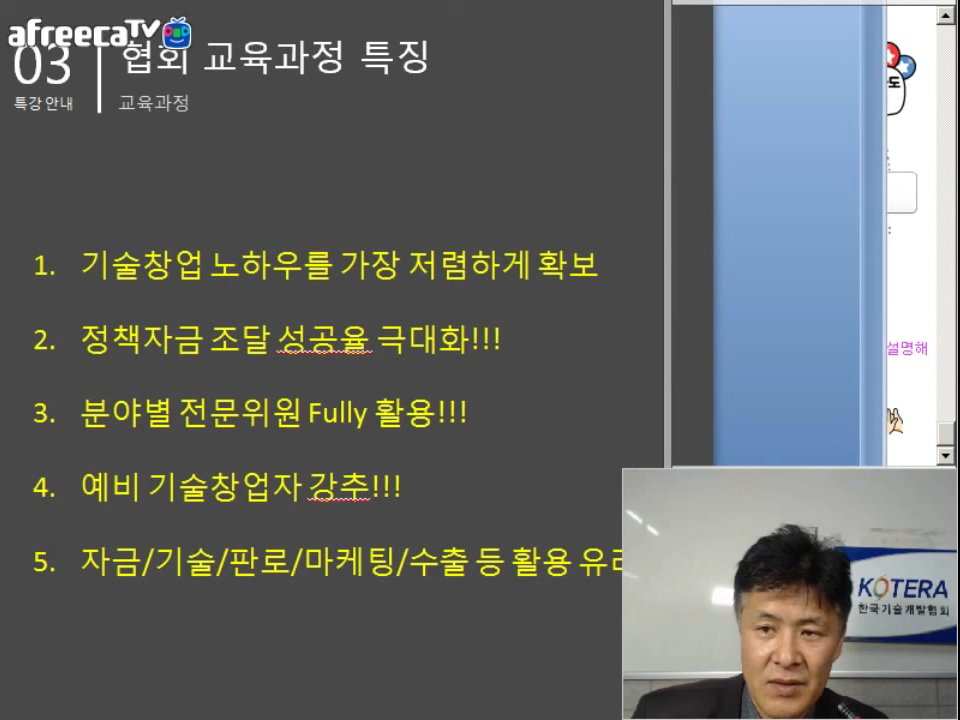 afreecaTV
03
협회 교육과정 특징
특강 안내
교육과정
1. 기술창업 노하우를 가장 저렴하게 확보
2. 정책자금 조달 성공율 극대화!!!
3. 분야별 전문위원 Fully 활용!!!
4. 예비 기술창업자 강추!!!
5. 자금/기술/판로/마케팅/수출 등 활용
도
설명해
KOTERA
한국기술개발협회